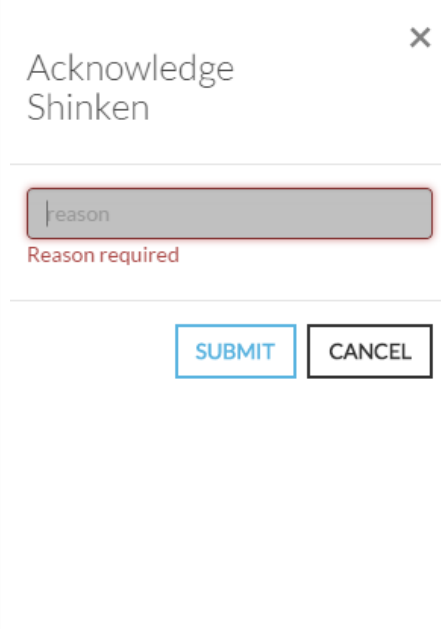 ×
Acknowledge
Shinken
reason
Reason required
SUBMIT
CANCEL